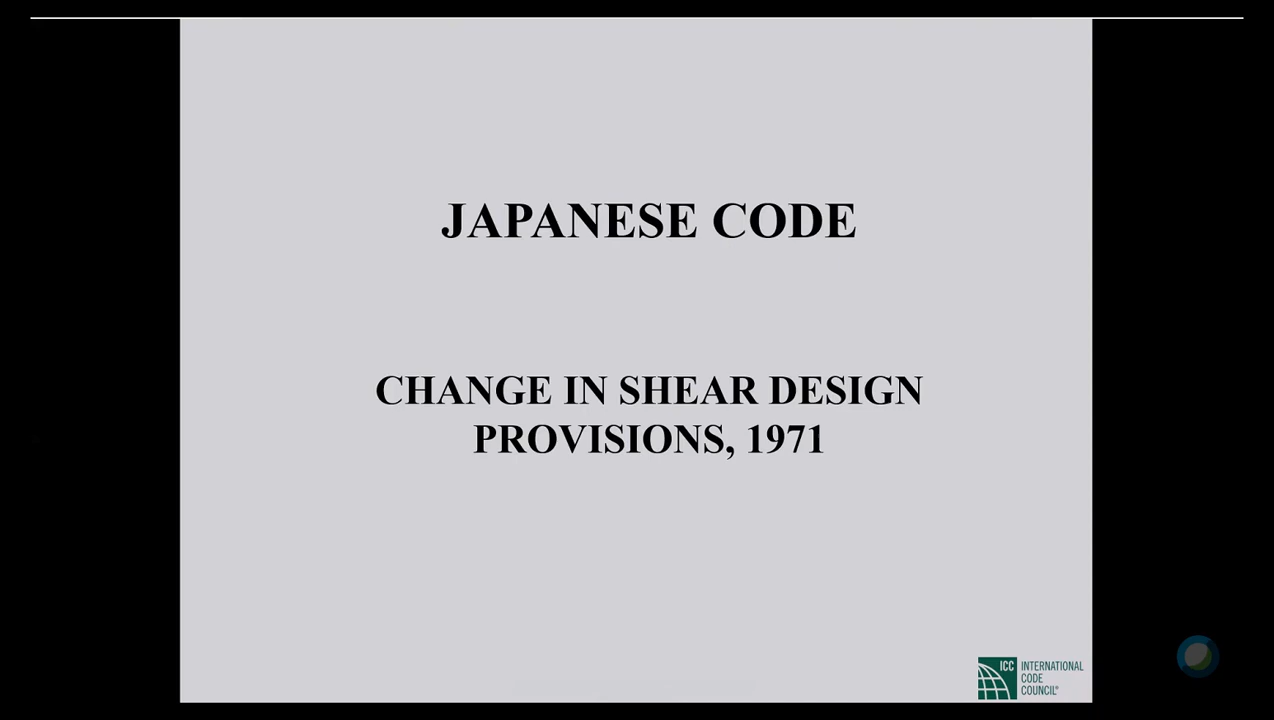 JAPANESE CODE
CHANGE IN SHEAR DESIGN
PROVISIONS, 1971
ICC
INTERNATIONAL
CODE
COUNCIL®